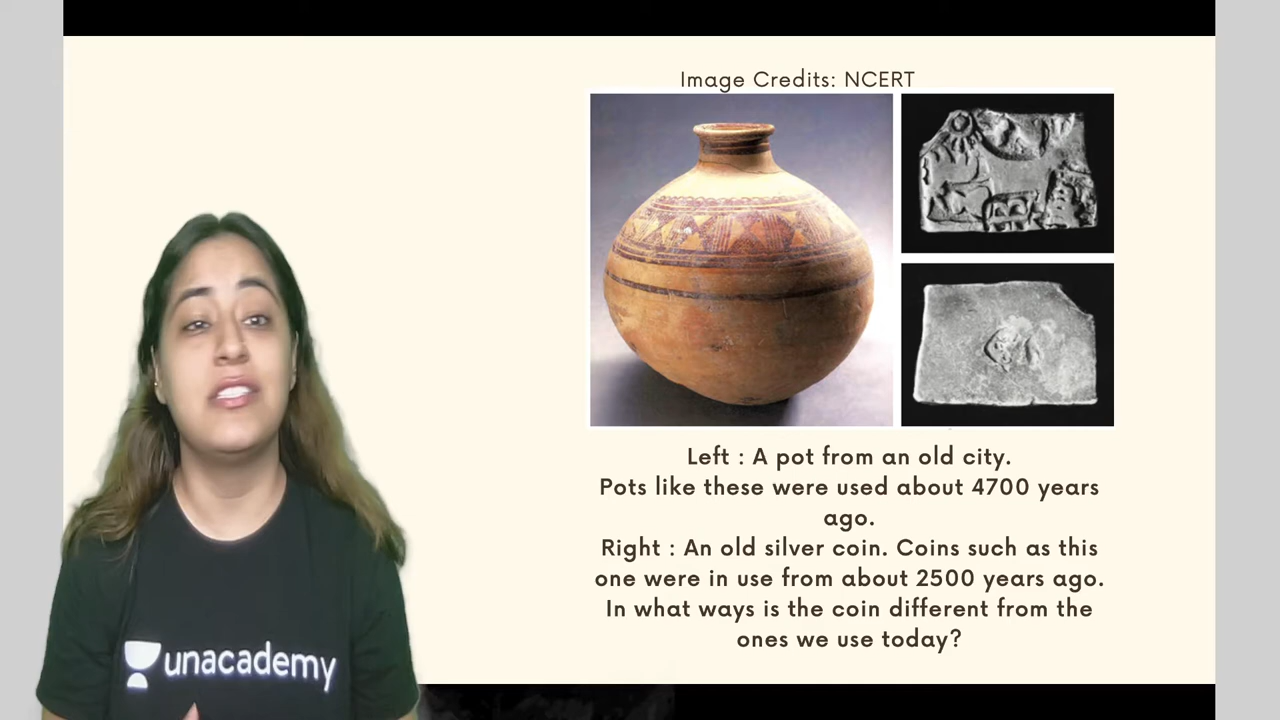 Image Credits: NCERT
Left : A pot from an old city.
Pots like these were used about 4700 years
ago.
Right : An old silver coin. Coins such as this
one were in use from about 2500 years ago.
In what ways is the coin different from the
ones we use today?
unacademy